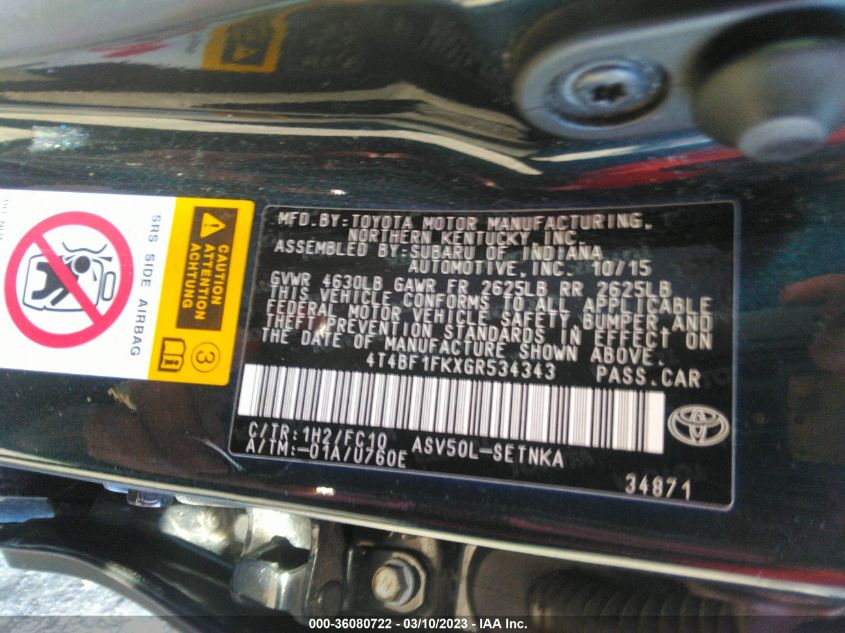 SRS SIDE AIRBAG
CAUTION
ATTENTION
ACHTUNG
3
MFD.BY:TOYOTA MOTOR MANUFACTURING,
NORTHERN KENTUCKY,INC.
ASSEMBLED BY:SUBARU OF INDIANA
AUTOMOTIVE,INC. 10/15
GVWR 4630LB GAWR FR 2625LB RR 2625LB
THIS VEHICLE CONFORMS TO ALL APPLICABLE
FEDERAL MOTOR VEHICLE SAFETY,BUMPER,AND
THEFT PREVENTION STANDARDS IN EFFECT ON
THE DATE OF MANUFACTURE SHOWN ABOVE.
4T4BF1FKXGR534343 PASS.CAR
C/TR:1H2/FC10 ASV50L-SETNKA
A/TM:-01A/U760E
34871
000-36080722 - 03/10/2023 - IAA Inc.